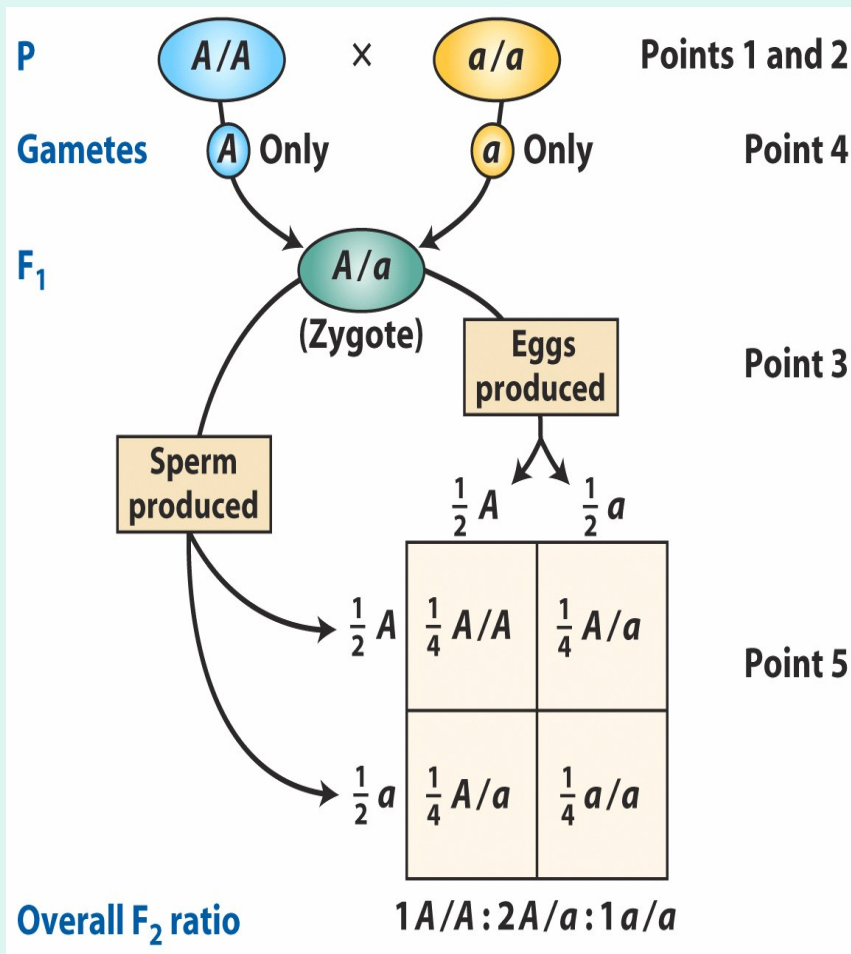 P A/A × a/a Points 1 and 2
Gametes A Only a Only Point 4
F₁ A/a
(Zygote)
Eggs
produced
Point 3
Sperm
produced
1/2 A 1/2 a
1/2 A 1/4 A/A 1/4 A/a
Point 5
1/2 a 1/4 A/a 1/4 a/a
Overall F₂ ratio 1A/A:2A/a:1a/a